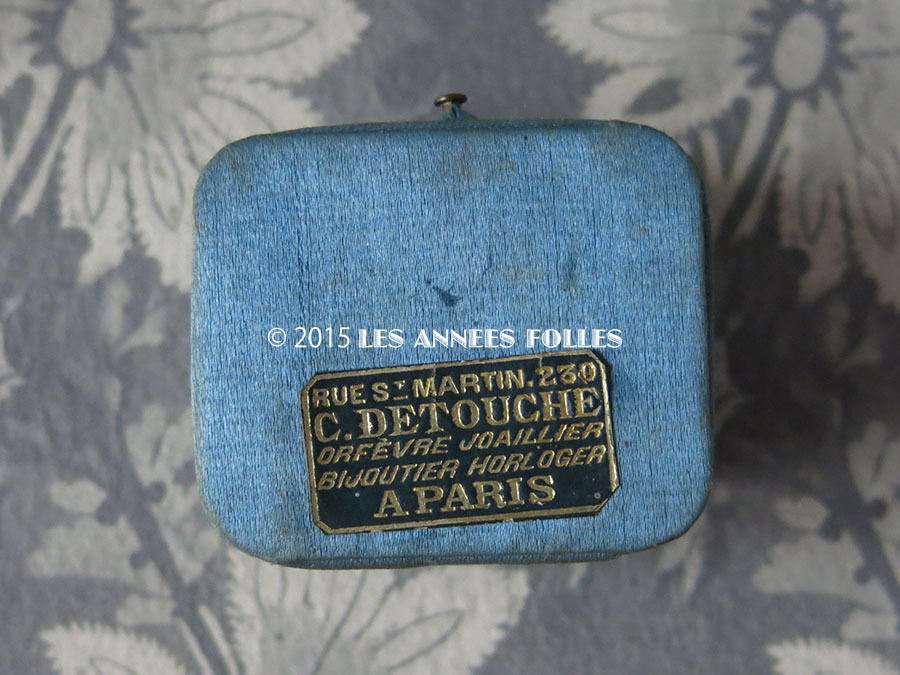 © 2015 LES ANNEES FOLLES
RUE ST MARTIN. 230
C. DETOUCHE
ORFÈVRE JOAILLIER
BIJOUTIER HORLOGER
A PARIS